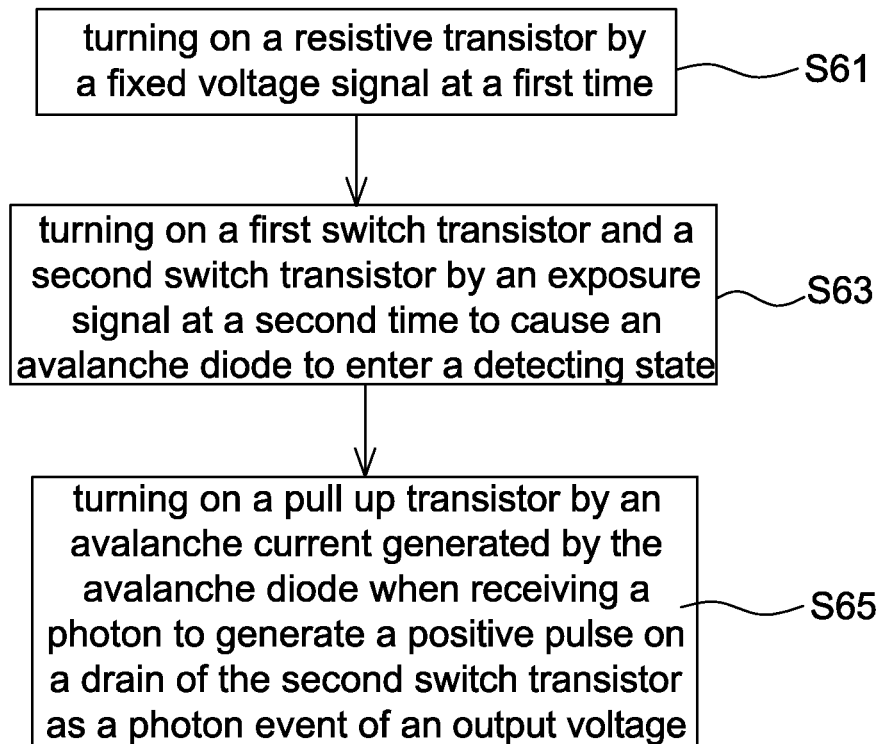 turning on a resistive transistor by
a fixed voltage signal at a first time
S61
turning on a first switch transistor and a
second switch transistor by an exposure
signal at a second time to cause an
avalanche diode to enter a detecting state
S63
turning on a pull up transistor by an
avalanche current generated by the
avalanche diode when receiving a
photon to generate a positive pulse on
a drain of the second switch transistor
as a photon event of an output voltage
S65